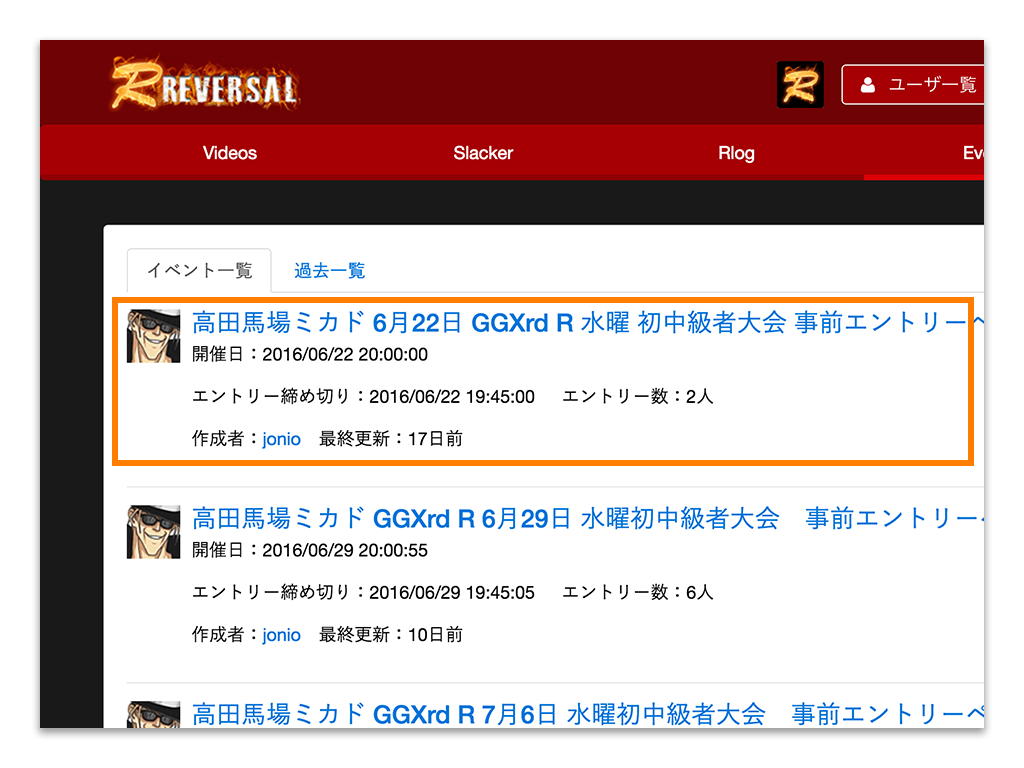 REVERSAL
ユーザ一覧
Videos Slacker Rlog Eve
イベント一覧 過去一覧
高田馬場ミカド 6月22日 GGXrd R 水曜 初中級者大会 事前エントリー
開催日：2016/06/22 20:00:00
エントリー締め切り：2016/06/22 19:45:00 エントリー数：2人
作成者：jonio 最終更新：17日前
高田馬場ミカド GGXrd R 6月29日 水曜初中級者大会 事前エントリー
開催日：2016/06/29 20:00:55
エントリー締め切り：2016/06/29 19:45:05 エントリー数：6人
作成者：jonio 最終更新：10日前
高田馬場ミカド GGXrd R 7月6日 水曜初中級者大会 事前エントリーペ